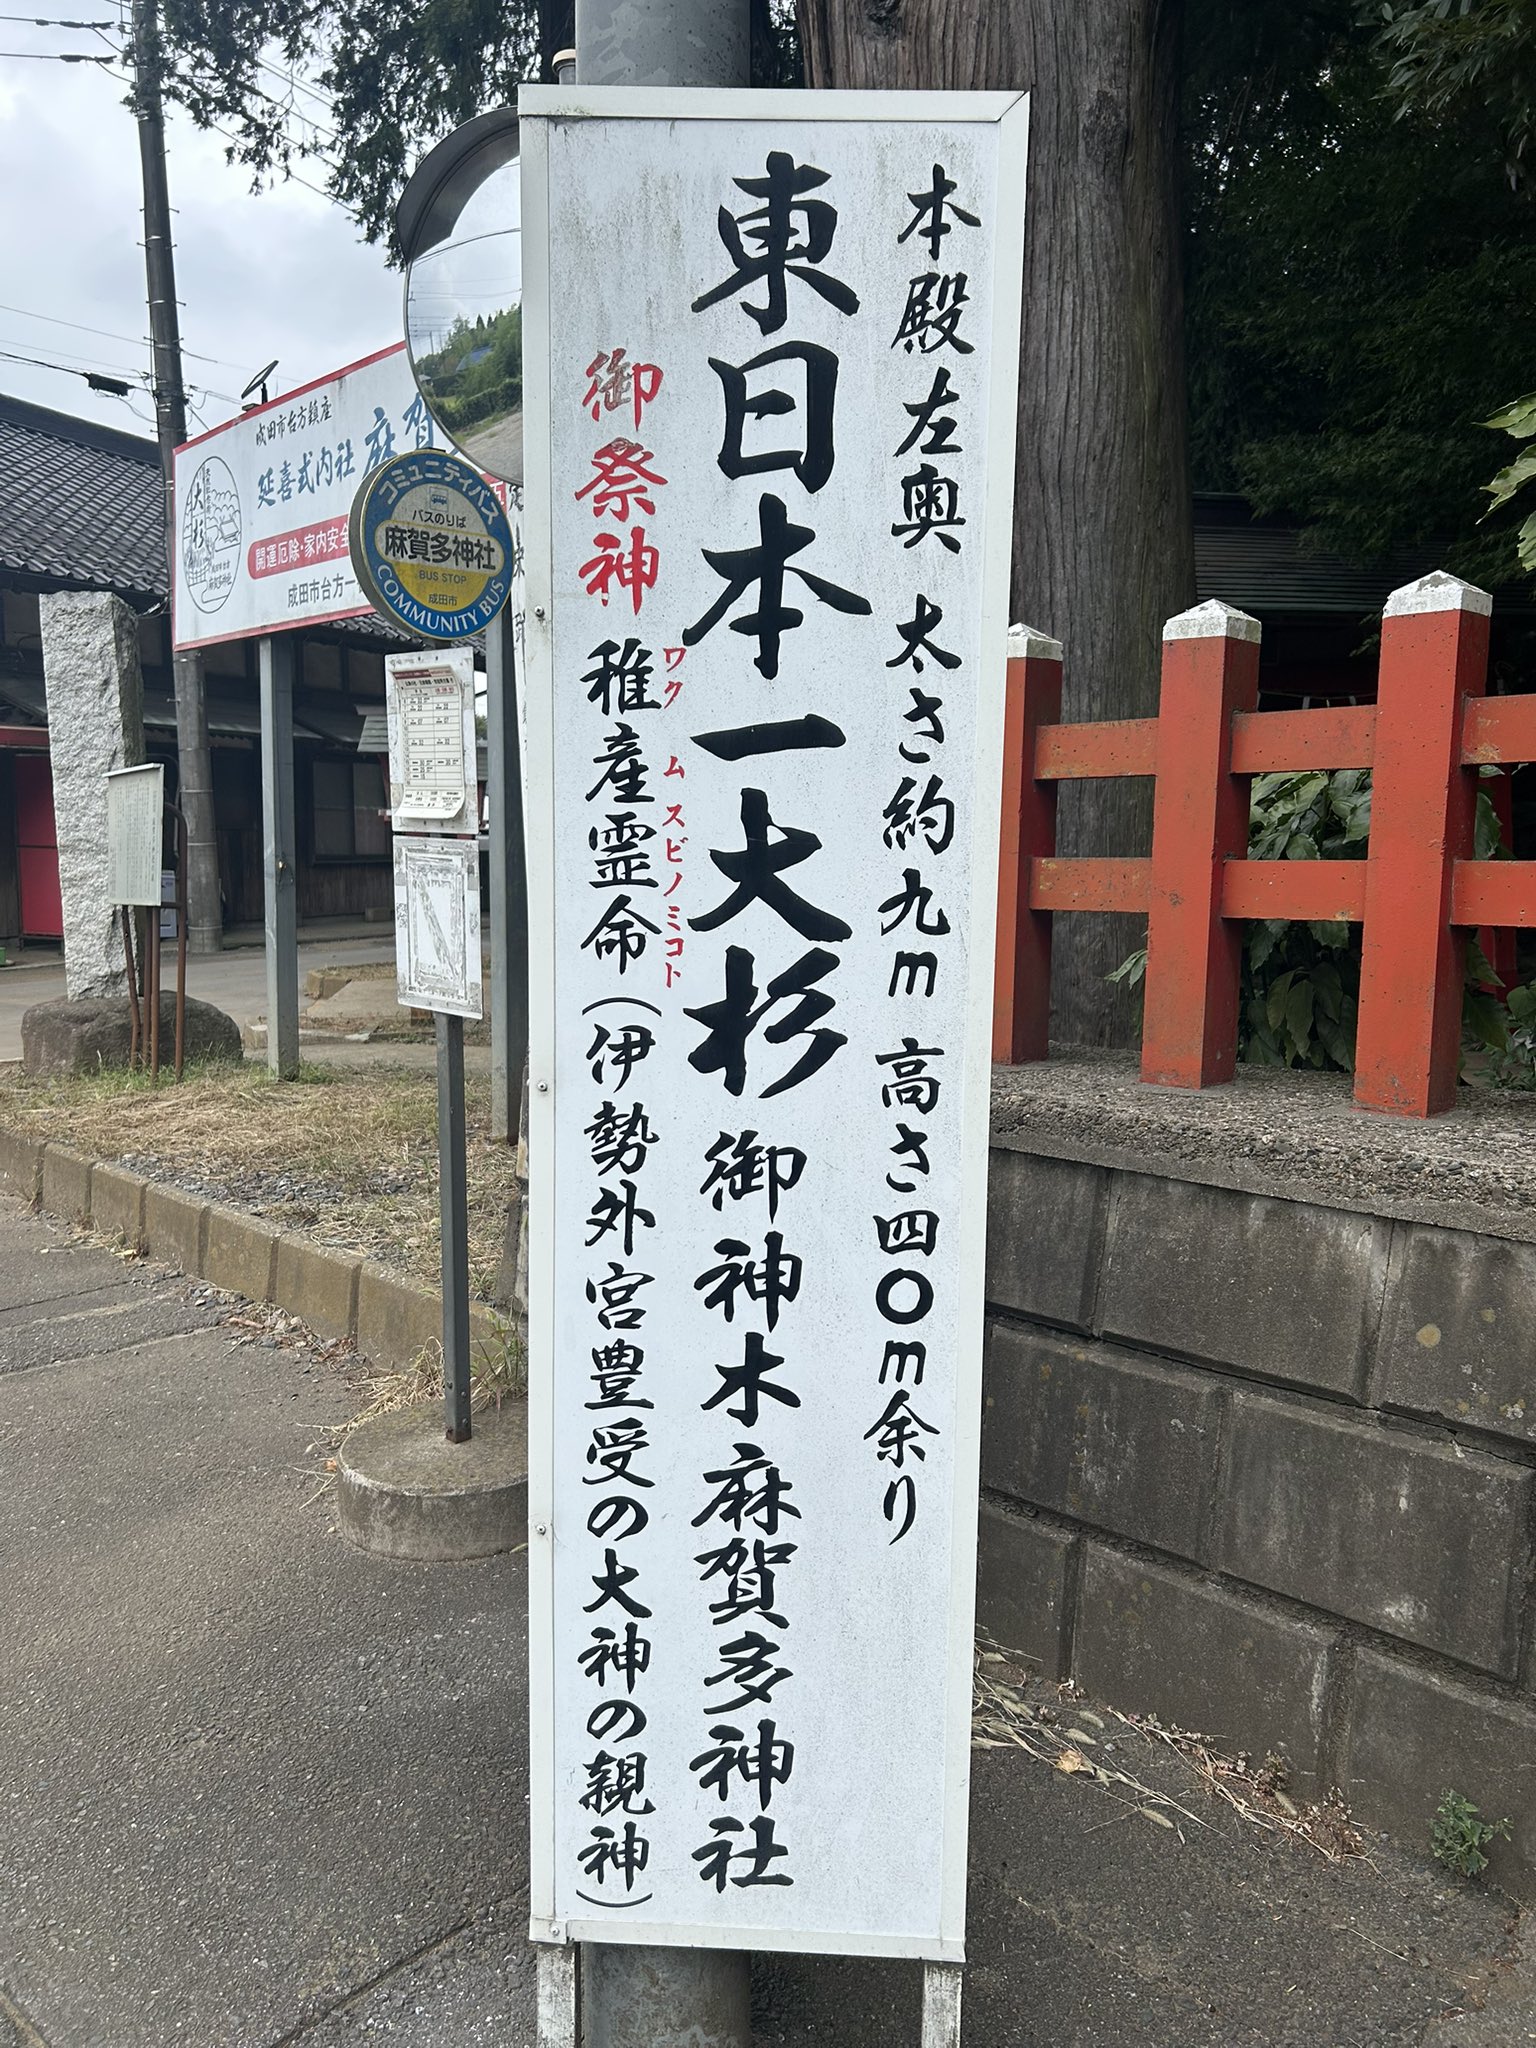 本殿左奥 太さ約九m 高さ四〇m余り
東日本一大杉 御神木 麻賀多神社
御祭神 稚産霊命(伊勢外宮豊受の大神の親神)
ワク ムスビノミコト
成田市台方鎮座
延喜式内社 麻賀
大杉
開運厄除・家内安全
成田市台方一
コミュニティバス
バスのりば
麻賀多神社
BUS STOP
成田市
COMMUNITY BUS